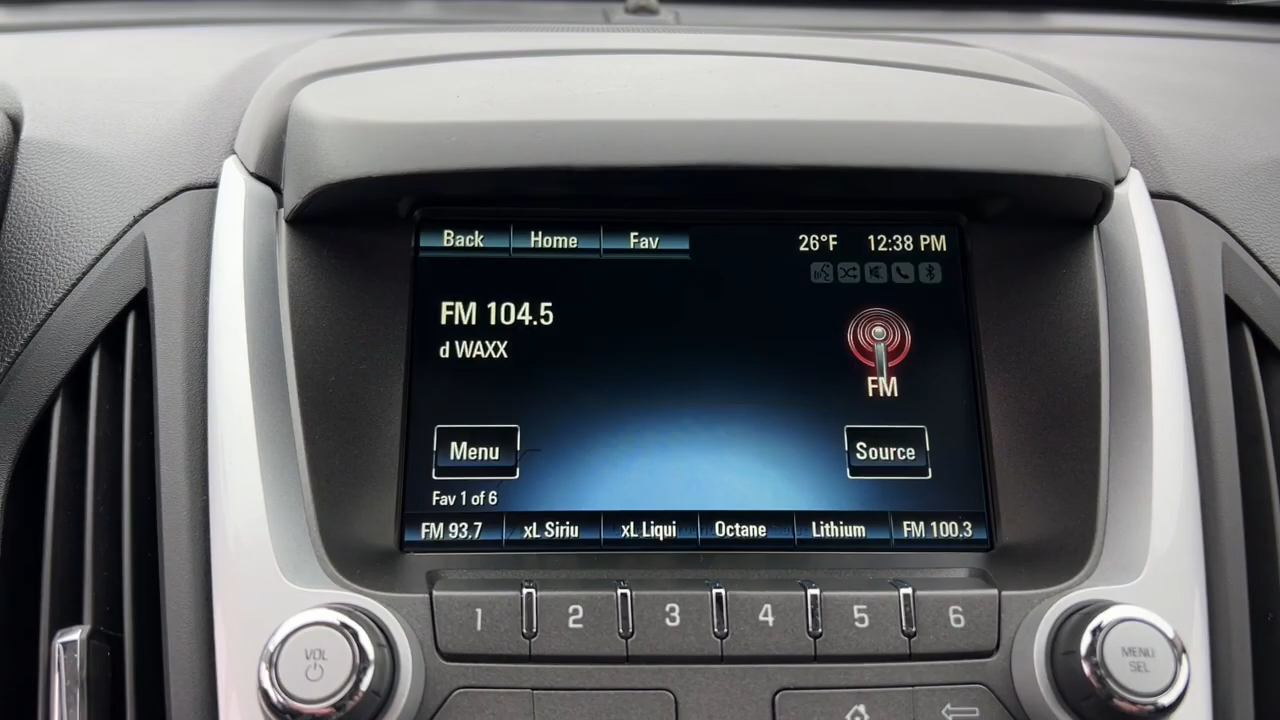 Back Home Fav 26°F 12:38 PM
FM 104.5
d WAXX
FM
Menu Source
Fav 1 of 6
FM 93.7 xL Siriu xL Liqui Octane Lithium FM 100.3
1 2 3 4 5 6
VOL
MENU
SEL